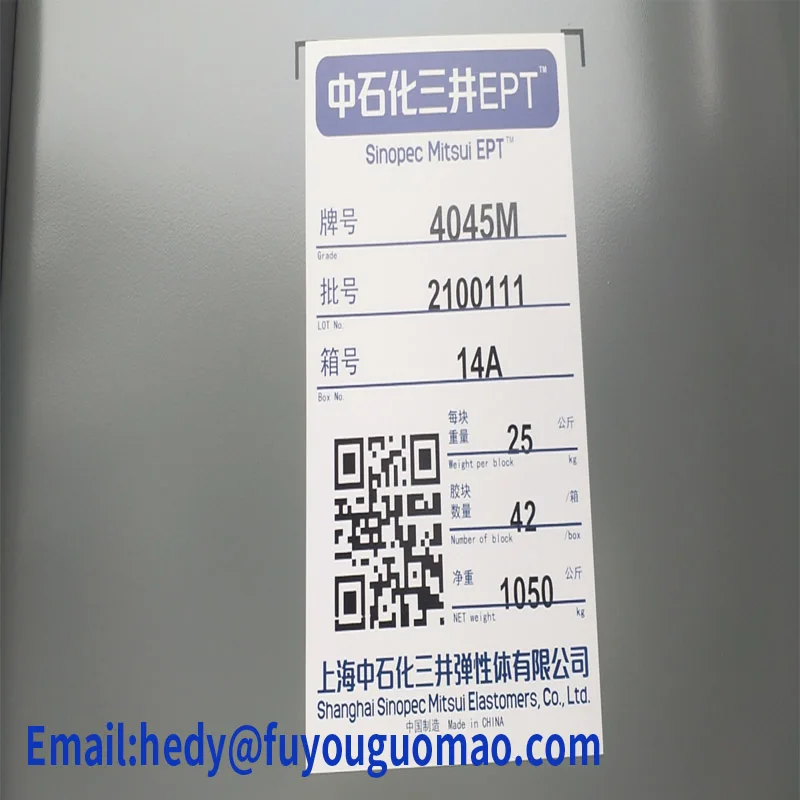 中石化三井EPT™
Sinopec Mitsui EPT™
牌号 4045M
Grade
批号 2100111
LOT No.
箱号 14A
Box No.
每块重量 25 公斤
Weight per block kg
胶块数量 42 /箱
Number of block /box
净重 1050 公斤
NET weight kg
上海中石化三井弹性体有限公司
Shanghai Sinopec Mitsui Elastomers, Co., Ltd.
中国制造 Made in CHINA
Email:hedy@fuyouguomao.com